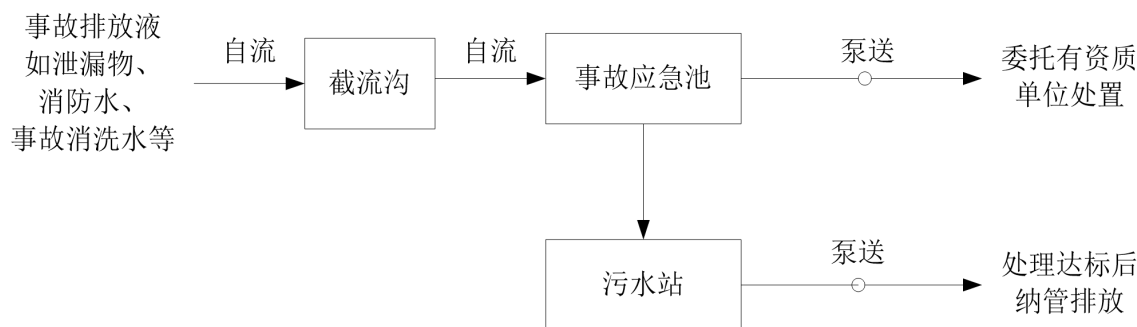 事故排放液
如泄漏物、
消防水、
事故消洗水等
自流
截流沟
自流
事故应急池
泵送
委托有资质
单位处置
污水站
泵送
处理达标后
纳管排放